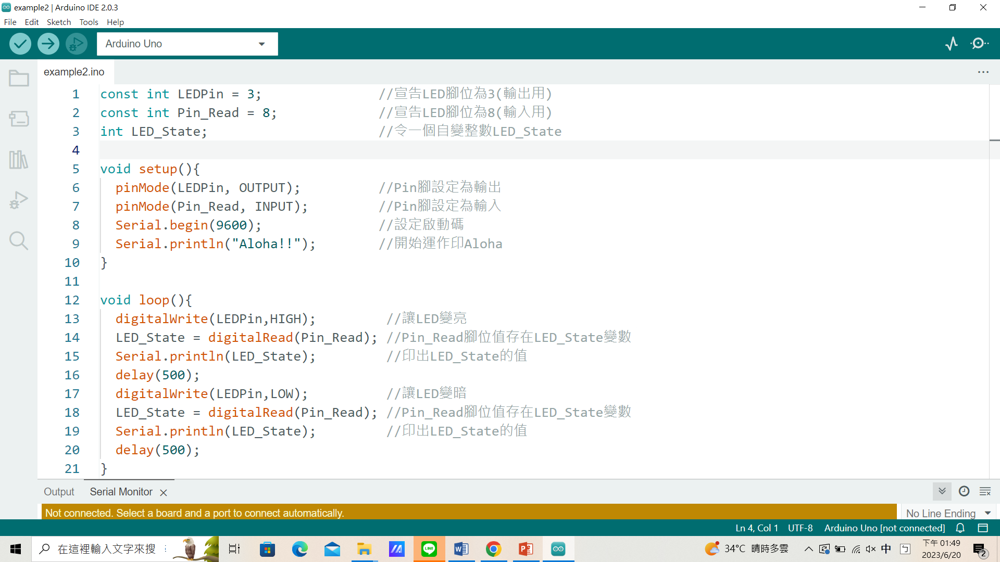 example2 | Arduino IDE 2.0.3
File Edit Sketch Tools Help
Arduino Uno
example2.ino
1 const int LEDPin = 3; //宣告LED腳位為3(輸出用)
2 const int Pin_Read = 8; //宣告LED腳位為8(輸入用)
3 int LED_State; //令一個自變整數LED_State
4
5 void setup(){
6 pinMode(LEDPin, OUTPUT); //Pin腳設定為輸出
7 pinMode(Pin_Read, INPUT); //Pin腳設定為輸入
8 Serial.begin(9600); //設定啟動碼
9 Serial.println("Aloha!!"); //開始運作印Aloha
10 }
11
12 void loop(){
13 digitalWrite(LEDPin,HIGH); //讓LED變亮
14 LED_State = digitalRead(Pin_Read); //Pin_Read腳位值存在LED_State變數
15 Serial.println(LED_State); //印出LED_State的值
16 delay(500);
17 digitalWrite(LEDPin,LOW); //讓LED變暗
18 LED_State = digitalRead(Pin_Read); //Pin_Read腳位值存在LED_State變數
19 Serial.println(LED_State); //印出LED_State的值
20 delay(500);
21 }
Output Serial Monitor
Not connected. Select a board and a port to connect automatically.
No Line Ending
Ln 4, Col 1 UTF-8 Arduino Uno [not connected]
在這裡輸入文字來搜
LINE
34°C 晴時多雲
中
ㄅ
下午 01:49
2023/6/20
2